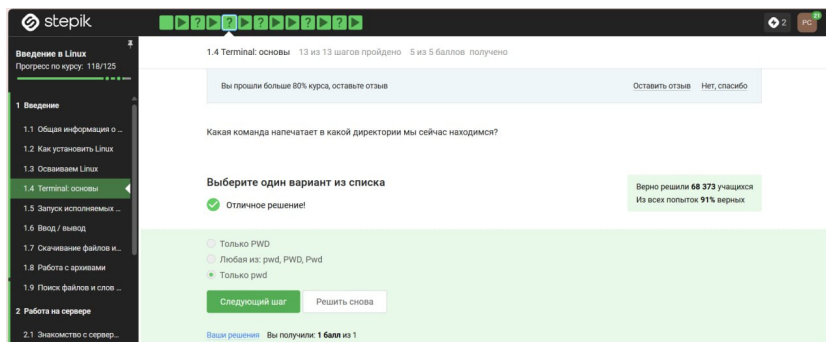 stepik
2
PC
21
Введение в Linux
Прогресс по курсу: 118/125
1 Введение
1.1 Общая информация о ...
1.2 Как установить Linux
1.3 Осваиваем Linux
1.4 Terminal: основы
1.5 Запуск исполняемых ...
1.6 Ввод / вывод
1.7 Скачивание файлов и...
1.8 Работа с архивами
1.9 Поиск файлов и слов ...
2 Работа на сервере
2.1 Знакомство с сервер...
1.4 Terminal: основы 13 из 13 шагов пройдено 5 из 5 баллов получено
Вы прошли больше 80% курса, оставьте отзыв Оставить отзыв Нет, спасибо
Какая команда напечатает в какой директории мы сейчас находимся?
Выберите один вариант из списка
Отличное решение!
Верно решили 68 373 учащихся
Из всех попыток 91% верных
Только PWD
Любая из: pwd, PWD, Pwd
Только pwd
Следующий шаг Решить снова
Ваши решения Вы получили: 1 балл из 1